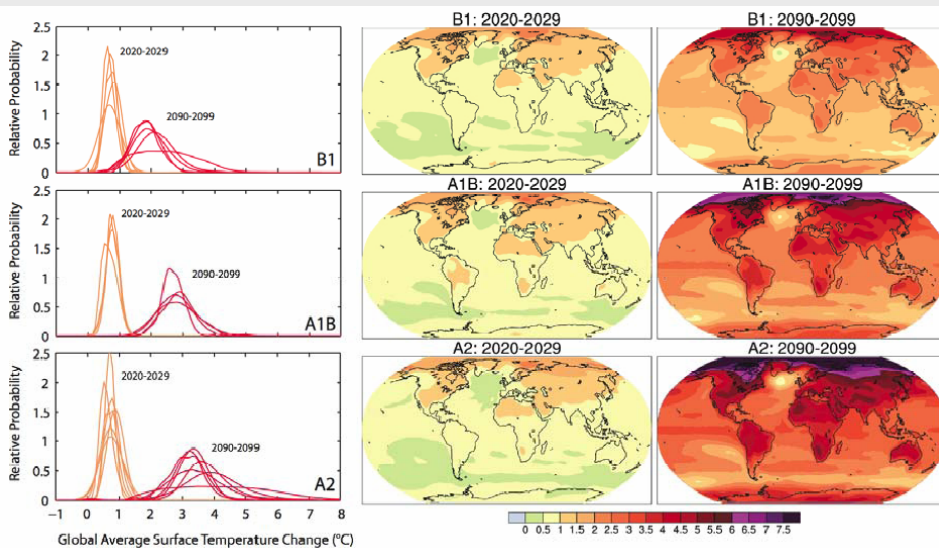 B1: 2020-2029
B1: 2090-2099
2.5
2
1.5
1
0.5
0
Relative Probability
2020-2029
2090-2099
B1
A1B: 2020-2029
A1B: 2090-2099
2.5
2
1.5
1
0.5
0
Relative Probability
2020-2029
2090-2099
A1B
A2: 2020-2029
A2: 2090-2099
2.5
2
1.5
1
0.5
0
Relative Probability
2020-2029
2090-2099
A2
-1 0 1 2 3 4 5 6 7 8
Global Average Surface Temperature Change (°C)
0 0.5 1 1.5 2 2.5 3 3.5 4 4.5 5 5.5 6 6.5 7 7.5